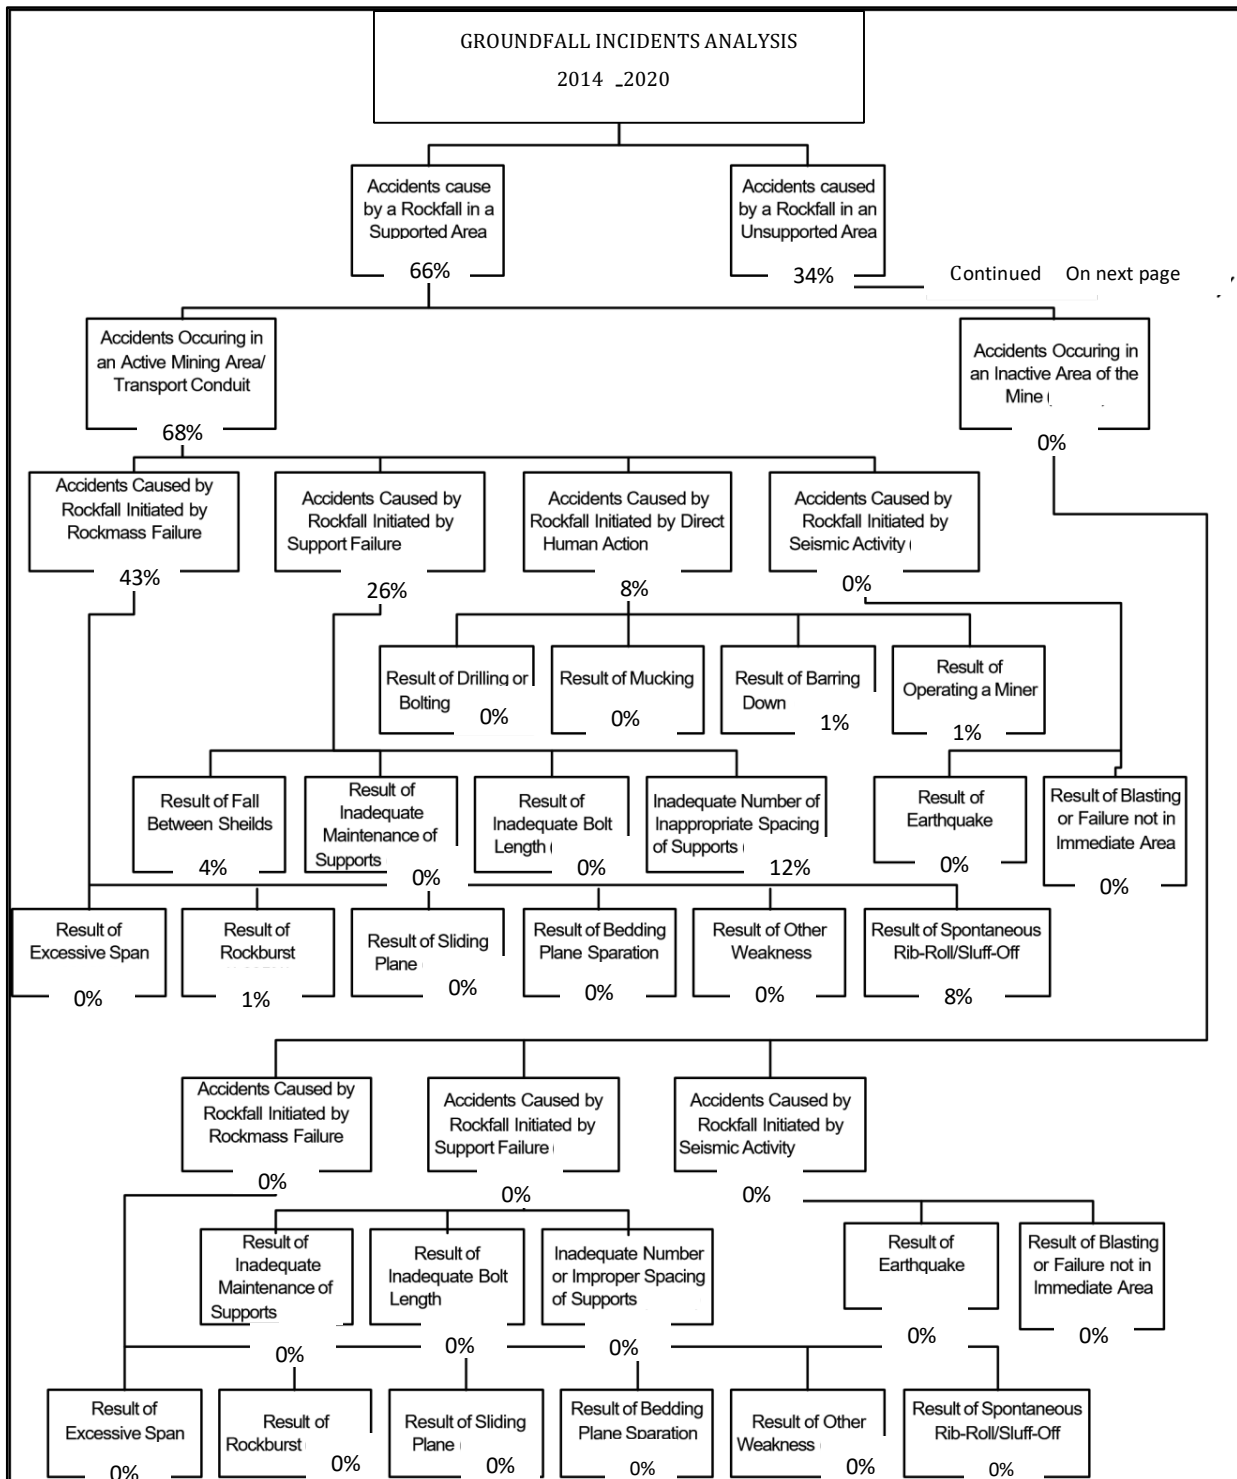 GROUNDFALL INCIDENTS ANALYSIS
2014 -2020
Accidents cause
by a Rockfall in a
Supported Area
66%
Accidents caused
by a Rockfall in an
Unsupported Area
34%
Continued On next page
Accidents Occuring in
an Active Mining Area/
Transport Conduit
68%
Accidents Occuring in
an Inactive Area of the
Mine (
0%
Accidents Caused by
Rockfall Initiated by
Rockmass Failure
43%
Accidents Caused by
Rockfall Initiated by
Support Failure
26%
Accidents Caused by
Rockfall Initiated by Direct
Human Action
8%
Accidents Caused by
Rockfall Initiated by
Seismic Activity (
0%
Result of Drilling or
Bolting
0%
Result of Mucking
0%
Result of Barring
Down
1%
Result of
Operating a Miner
1%
Result of Fall
Between Sheilds
4%
Result of
Inadequate
Maintenance of
Supports
0%
Result of
Inadequate Bolt
Length (
0%
Inadequate Number of
Inappropriate Spacing
of Supports (
12%
Result of
Earthquake
0%
Result of Blasting
or Failure not in
Immediate Area
0%
Result of
Excessive Span
0%
Result of
Rockburst
1%
Result of Sliding
Plane
0%
Result of Bedding
Plane Sparation
0%
Result of Other
Weakness
0%
Result of Spontaneous
Rib-Roll/Sluff-Off
8%
Accidents Caused by
Rockfall Initiated by
Rockmass Failure
0%
Accidents Caused by
Rockfall Initiated by
Support Failure (
0%
Accidents Caused by
Rockfall Initiated by
Seismic Activity
0%
Result of
Inadequate
Maintenance of
Supports
0%
Result of
Inadequate Bolt
Length
0%
Inadequate Number
or Improper Spacing
of Supports
0%
Result of
Earthquake
0%
Result of Blasting
or Failure not in
Immediate Area
0%
Result of
Excessive Span
0%
Result of
Rockburst (
0%
Result of Sliding
Plane (
0%
Result of Bedding
Plane Sparation
0%
Result of Other
Weakness (
0%
Result of Spontaneous
Rib-Roll/Sluff-Off
0%